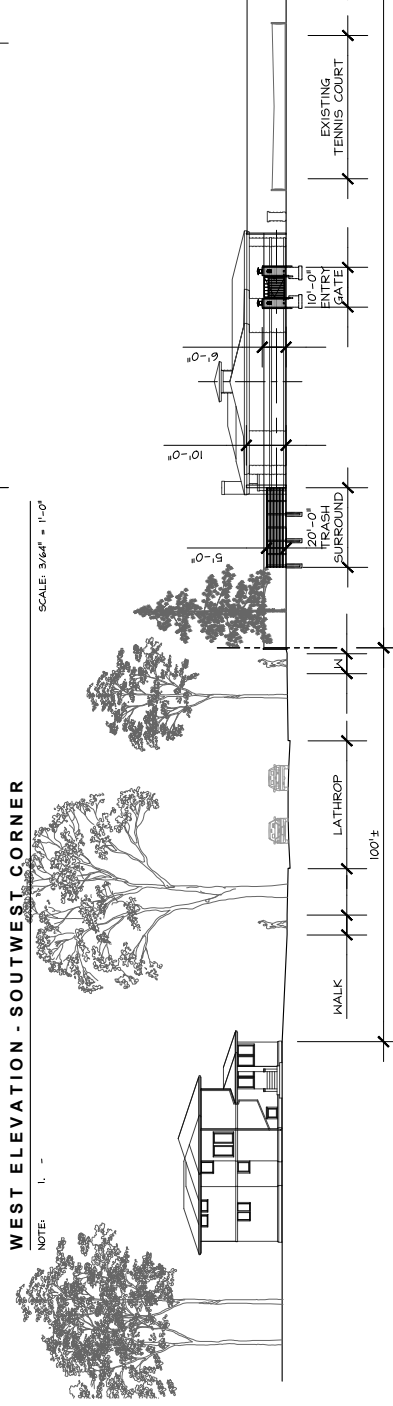 WEST ELEVATION - SOUTWEST CORNER
NOTE: 1. -
SCALE: 3/64" = 1'-0"
WALK
LATHROP
W
100'±
5'-0"
20'-0"
TRASH
SURROUND
10'-0"
6'-0"
10'-0"
ENTRY
GATE
EXISTING
TENNIS COURT